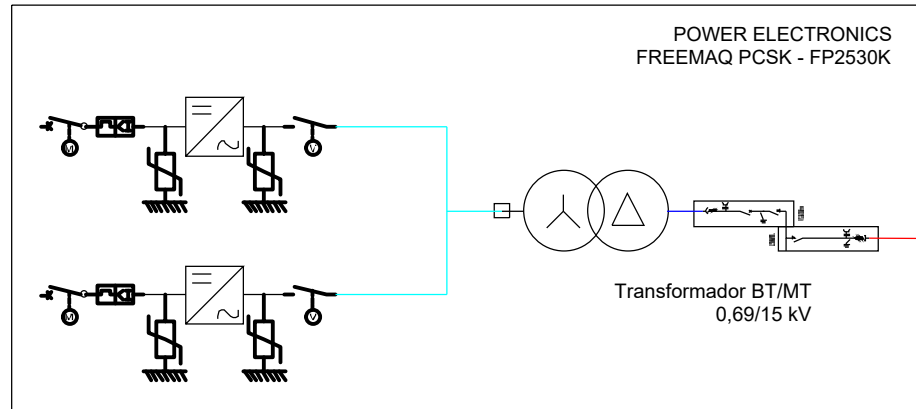 POWER ELECTRONICS
FREEMAQ PCSK - FP2530K
M
V
Transformador BT/MT
0,69/15 kV
M
V